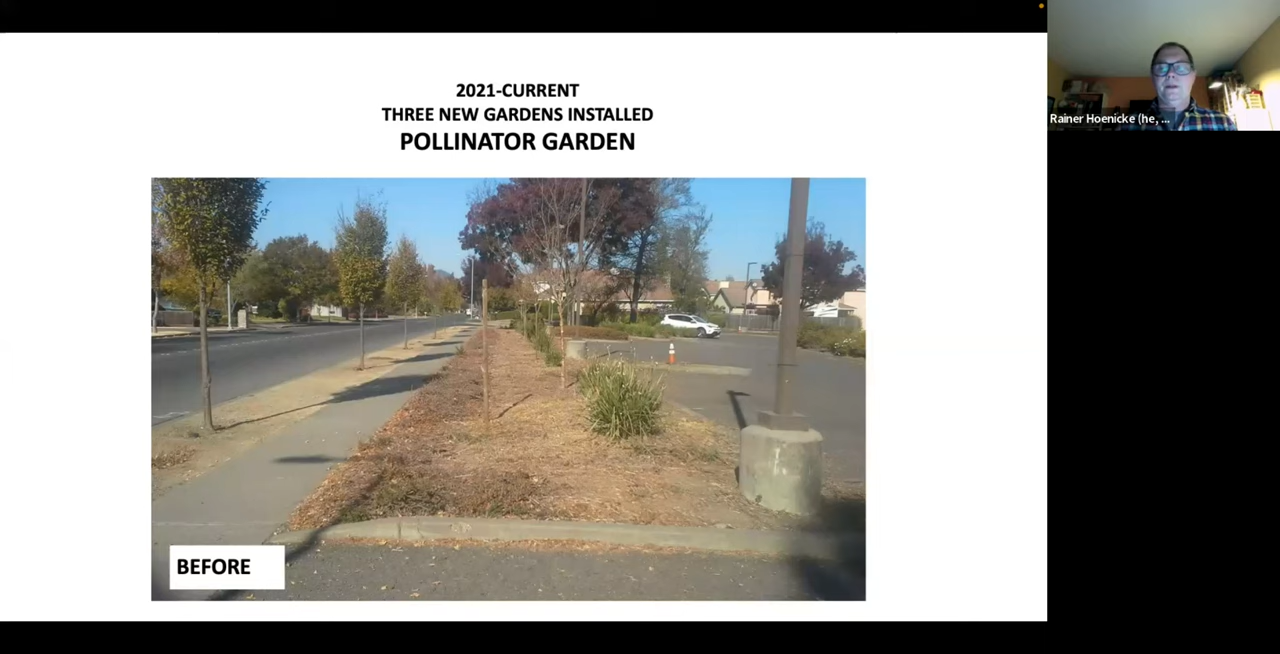 2021-CURRENT
THREE NEW GARDENS INSTALLED
POLLINATOR GARDEN
Rainer Hoenicke (he, ...
BEFORE